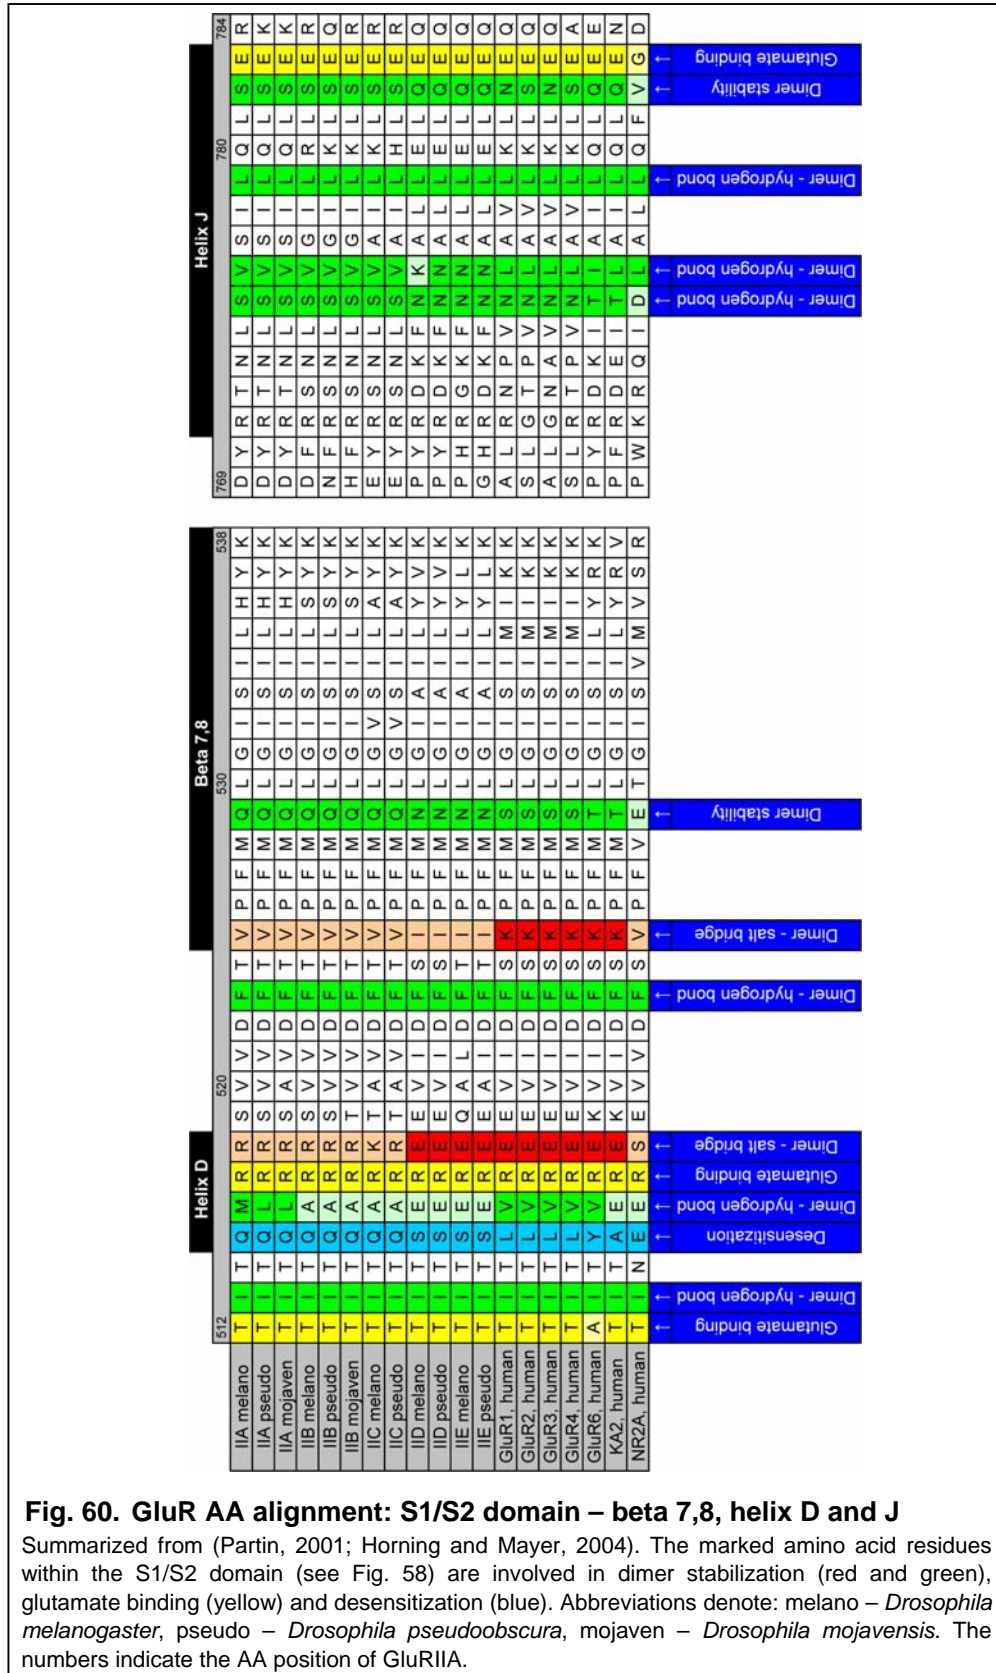 Helix D Beta 7,8 Helix J
512 520 530 538 769 780 784
IIA melano T I T Q M R R S V V D F T V P F M Q L G I S I L H Y K D Y R T N L S V S I L Q L S E R
IIA pseudo T I T Q L R R S V V D F T V P F M Q L G I S I L H Y K D Y R T N L S V S I L Q L S E K
IIA mojaven T I T Q L R R S A V D F T V P F M Q L G I S I L H Y K D Y R T N L S V S I L Q L S E K
IIB melano T I T Q A R R S V V D F T V P F M Q L G I S I L S Y K D F R S N L S V G I L R L S E R
IIB pseudo T I T Q A R R S V V D F T V P F M Q L G I S I L S Y K N F R S N L S V G I L K L S E Q
IIB mojaven T I T Q A R R T V V D F T V P F M Q L G I S I L S Y K H F R S N L S V G I L K L S E R
IIC melano T I T Q A R K T A V D F T V P F M Q L G V S I L A Y K E Y R S N L S V A I L K L S E R
IIC pseudo T I T Q A R R T A V D F T V P F M Q L G V S I L A Y K E Y R S N L S V A I L H L S E R
IID melano T I T S E R E E V I D F S I P F M N L G I A I L Y V K P Y R D K F N K A L L E L Q E Q
IID pseudo T I T S E R E E V I D F S I P F M N L G I A I L Y V K P Y R D K F N N A L L E L Q E Q
IIE melano T I T S E R E Q A L D F T I P F M N L G I A I L Y L K P H R G K F N N A L L E L Q E Q
IIE pseudo T I T S E R E E A I D F T I P F M N L G I A I L Y L K G H R D K F N N A L L E L Q E Q
GluR1, human T I T L V R E E V I D F S K P F M S L G I S I M I K K A L R N P V N L A V L K L N E Q
GluR2, human T I T L V R E E V I D F S K P F M S L G I S I M I K K S L G T P V N L A V L K L S E Q
GluR3, human T I T L V R E E V I D F S K P F M S L G I S I M I K K A L G N A V N L A V L K L N E Q
GluR4, human T I T L V R E E V I D F S K P F M S L G I S I M I K K S L R T P V N L A V L K L S E A
GluR6, human A I T Y V R E K V I D F S K P F M T L G I S I L Y R K P Y R D K I T I A I L Q L Q E E
KA2, human T I T A E R E K V I D F S K P F M T L G I S I L Y R V P F R D E I T L A I L Q L Q E N
NR2A, human T I N E E R S E V V D F S V P F V E T G I S V M V S R P W K R Q I D L A L L Q F V G D
← Glutamate binding
← Dimer - hydrogen bond
← Desensitization
← Dimer - hydrogen bond
← Glutamate binding
← Dimer - salt bridge
← Dimer - hydrogen bond
← Dimer - salt bridge
← Dimer stability
← Dimer - hydrogen bond
← Dimer - hydrogen bond
← Dimer - hydrogen bond
← Dimer stability
← Glutamate binding
Fig. 60. GluR AA alignment: S1/S2 domain – beta 7,8, helix D and J
Summarized from (Partin, 2001; Horning and Mayer, 2004). The marked amino acid residues
within the S1/S2 domain (see Fig. 58) are involved in dimer stabilization (red and green),
glutamate binding (yellow) and desensitization (blue). Abbreviations denote: melano – Drosophila
melanogaster, pseudo – Drosophila pseudoobscura, mojaven – Drosophila mojavensis. The
numbers indicate the AA position of GluRIIA.